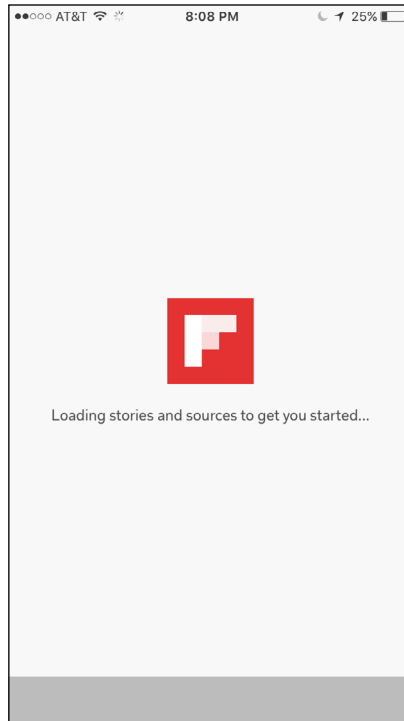 AT&T 8:08 PM 25%
Loading stories and sources to get you started...